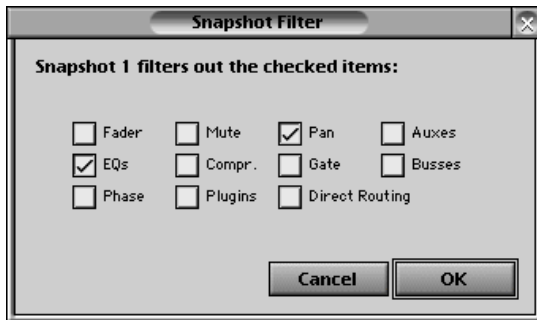 Snapshot Filter
Snapshot 1 filters out the checked items:
Fader Mute Pan Auxes
EQs Compr. Gate Busses
Phase Plugins Direct Routing
Cancel OK